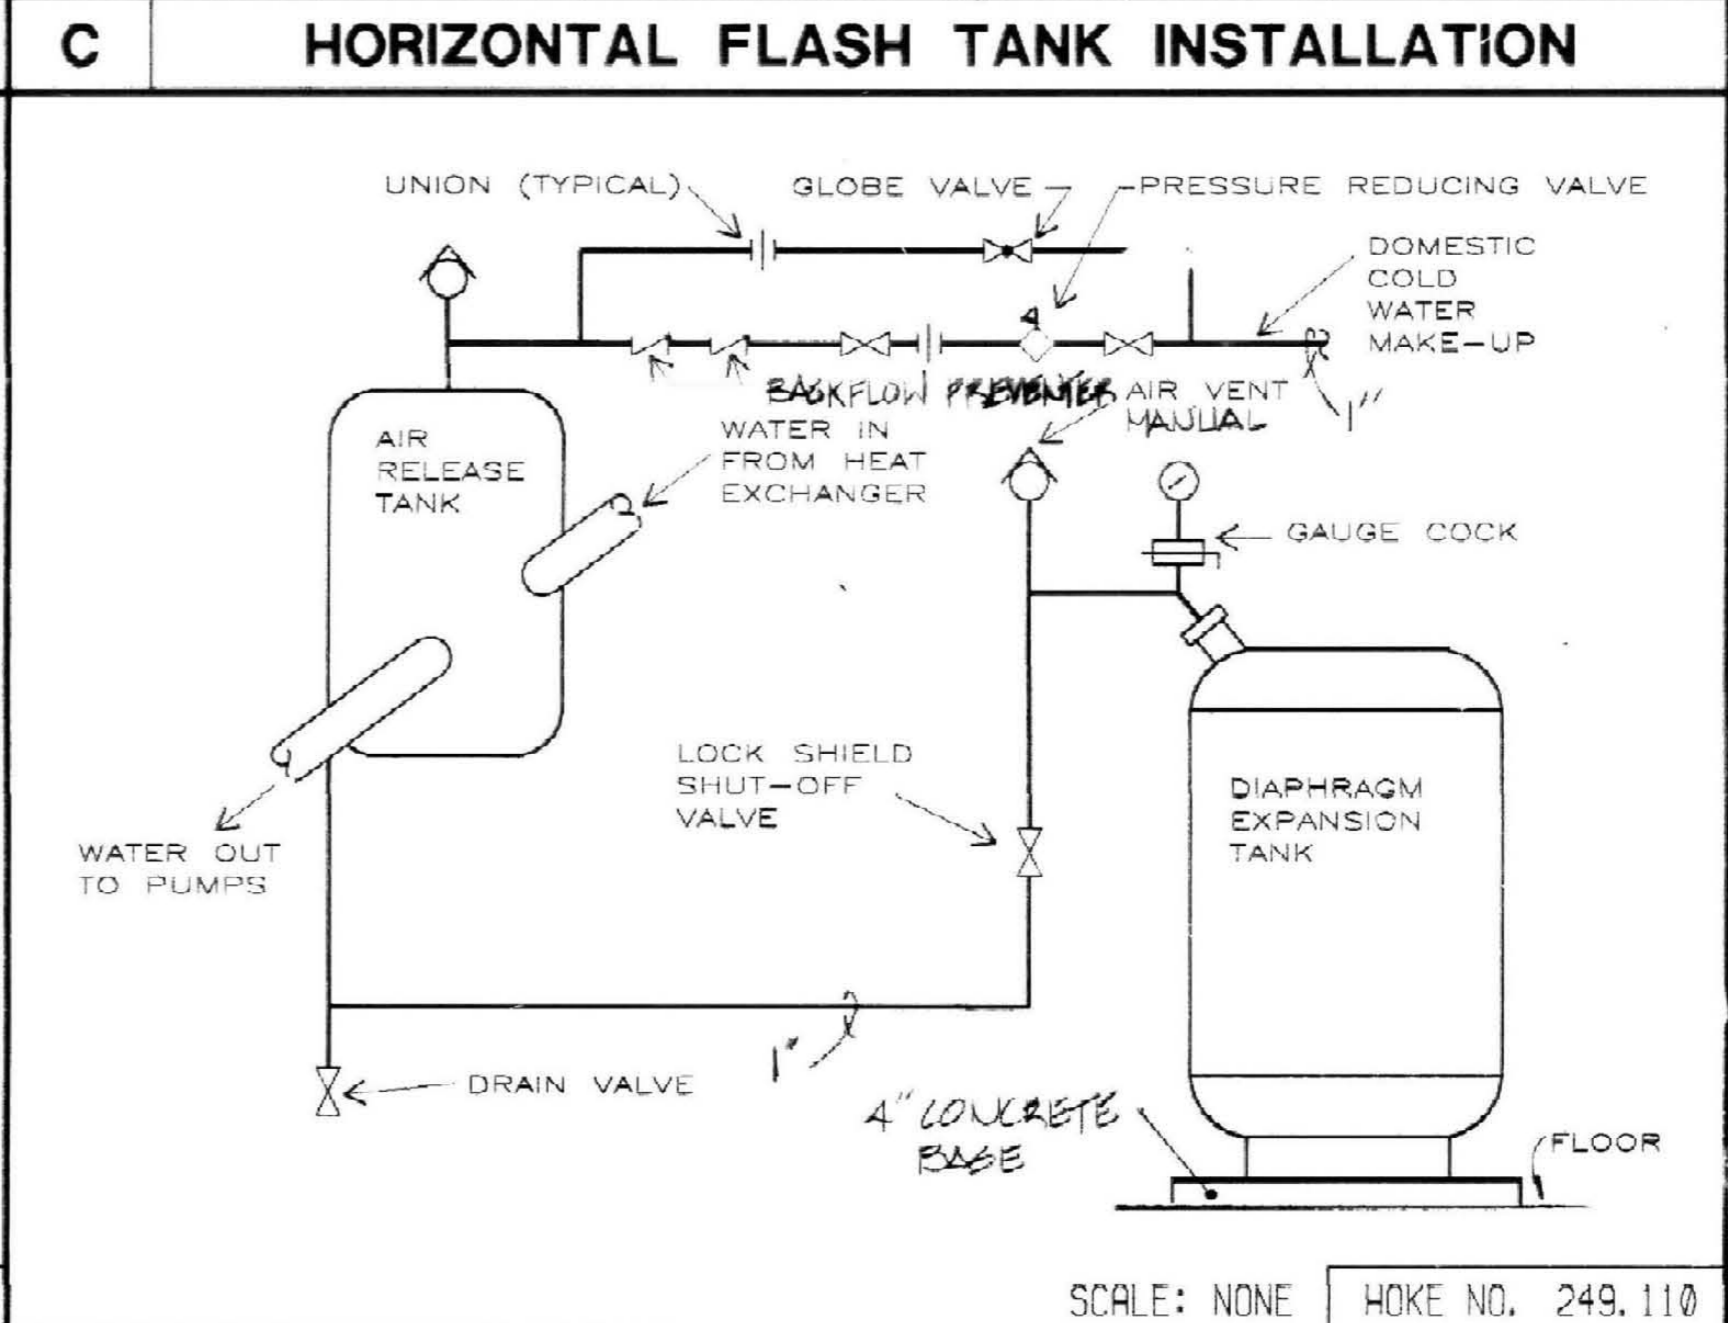 C HORIZONTAL FLASH TANK INSTALLATION
UNION (TYPICAL)
GLOBE VALVE
PRESSURE REDUCING VALVE
DOMESTIC
COLD
WATER
MAKE-UP
1"
BACKFLOW PREVENTER
AIR VENT
MANUAL
AIR
RELEASE
TANK
WATER IN
FROM HEAT
EXCHANGER
GAUGE COCK
LOCK SHIELD
SHUT-OFF
VALVE
DIAPHRAGM
EXPANSION
TANK
WATER OUT
TO PUMPS
1"
DRAIN VALVE
4" CONCRETE
BASE
FLOOR
SCALE: NONE
HOKE NO. 249.110